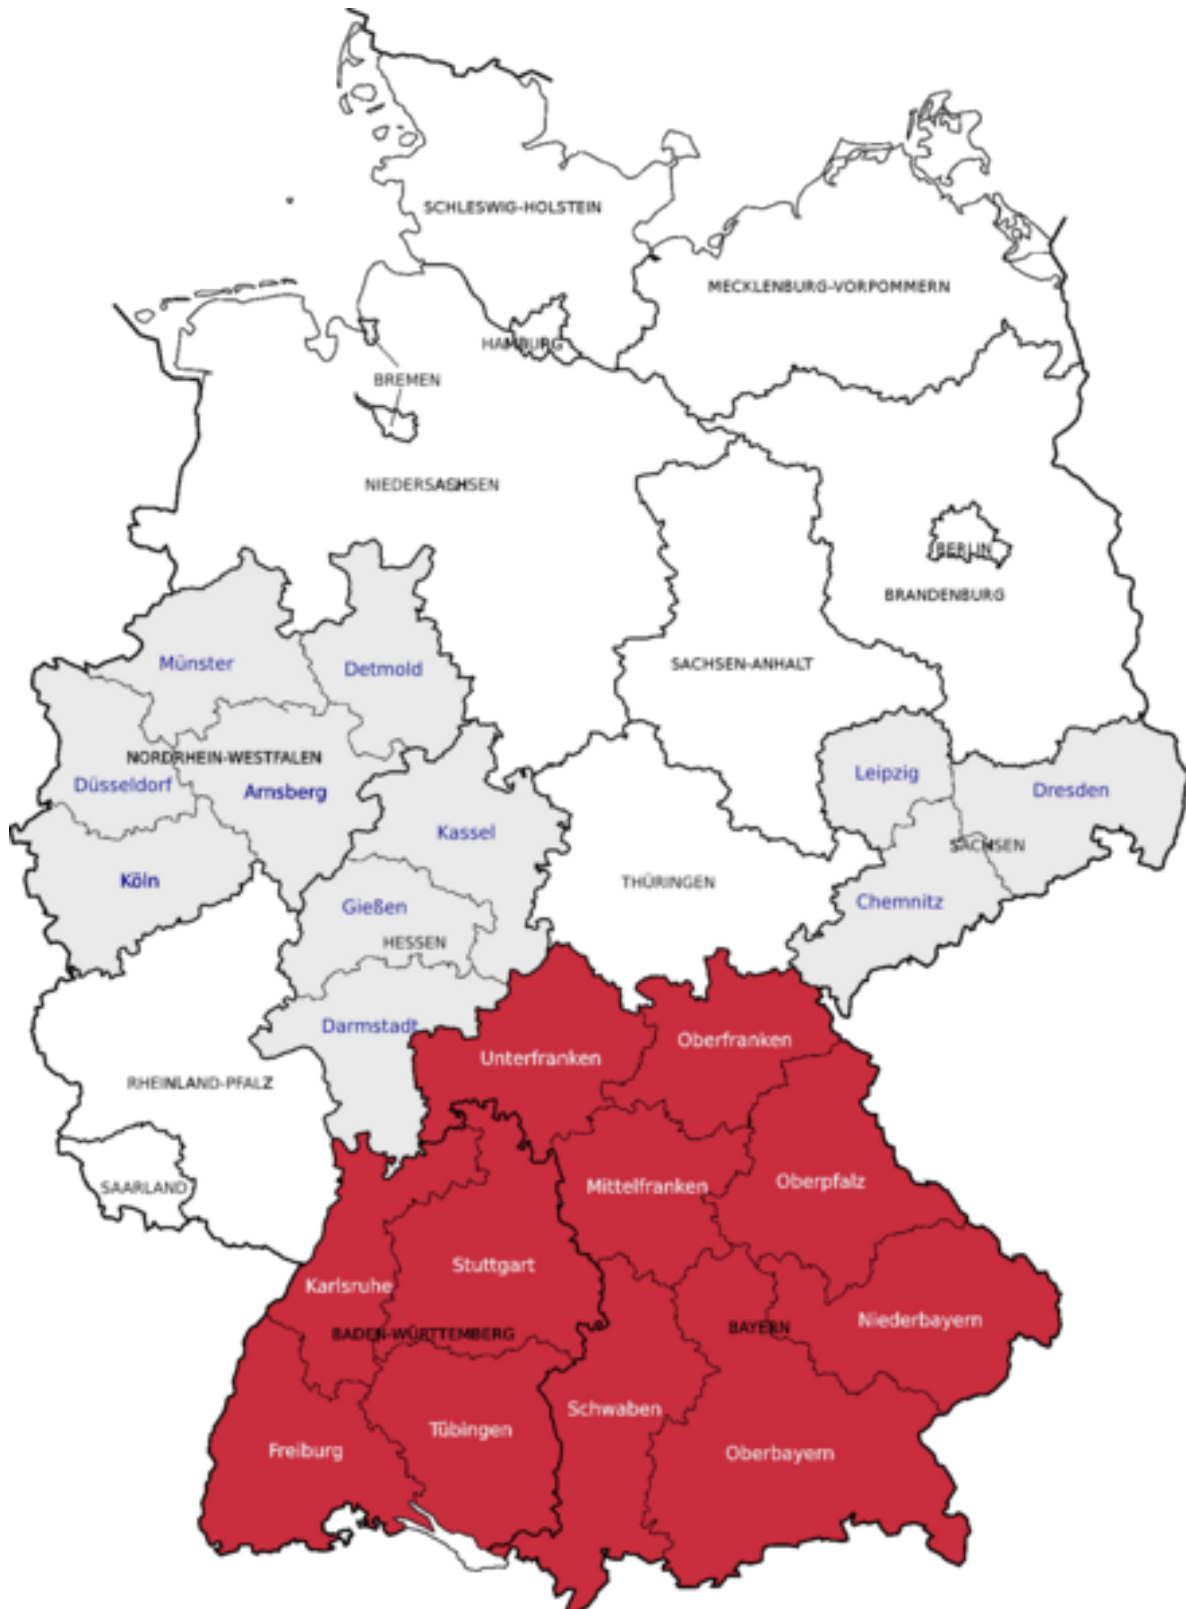 SCHLESWIG-HOLSTEIN
MECKLENBURG-VORPOMMERN
HAMBURG
BREMEN
NIEDERSACHSEN
BERLIN
BRANDENBURG
Münster
Detmold
SACHSEN-ANHALT
NORDRHEIN-WESTFALEN
Düsseldorf
Arnsberg
Leipzig
Dresden
Kassel
SACHSEN
Köln
THÜRINGEN
Gießen
Chemnitz
HESSEN
Darmstadt
Unterfranken
Oberfranken
RHEINLAND-PFALZ
SAARLAND
Mittelfranken
Oberpfalz
Stuttgart
Karlsruhe
BADEN-WÜRTTEMBERG
BAYERN
Niederbayern
Schwaben
Tübingen
Freiburg
Oberbayern